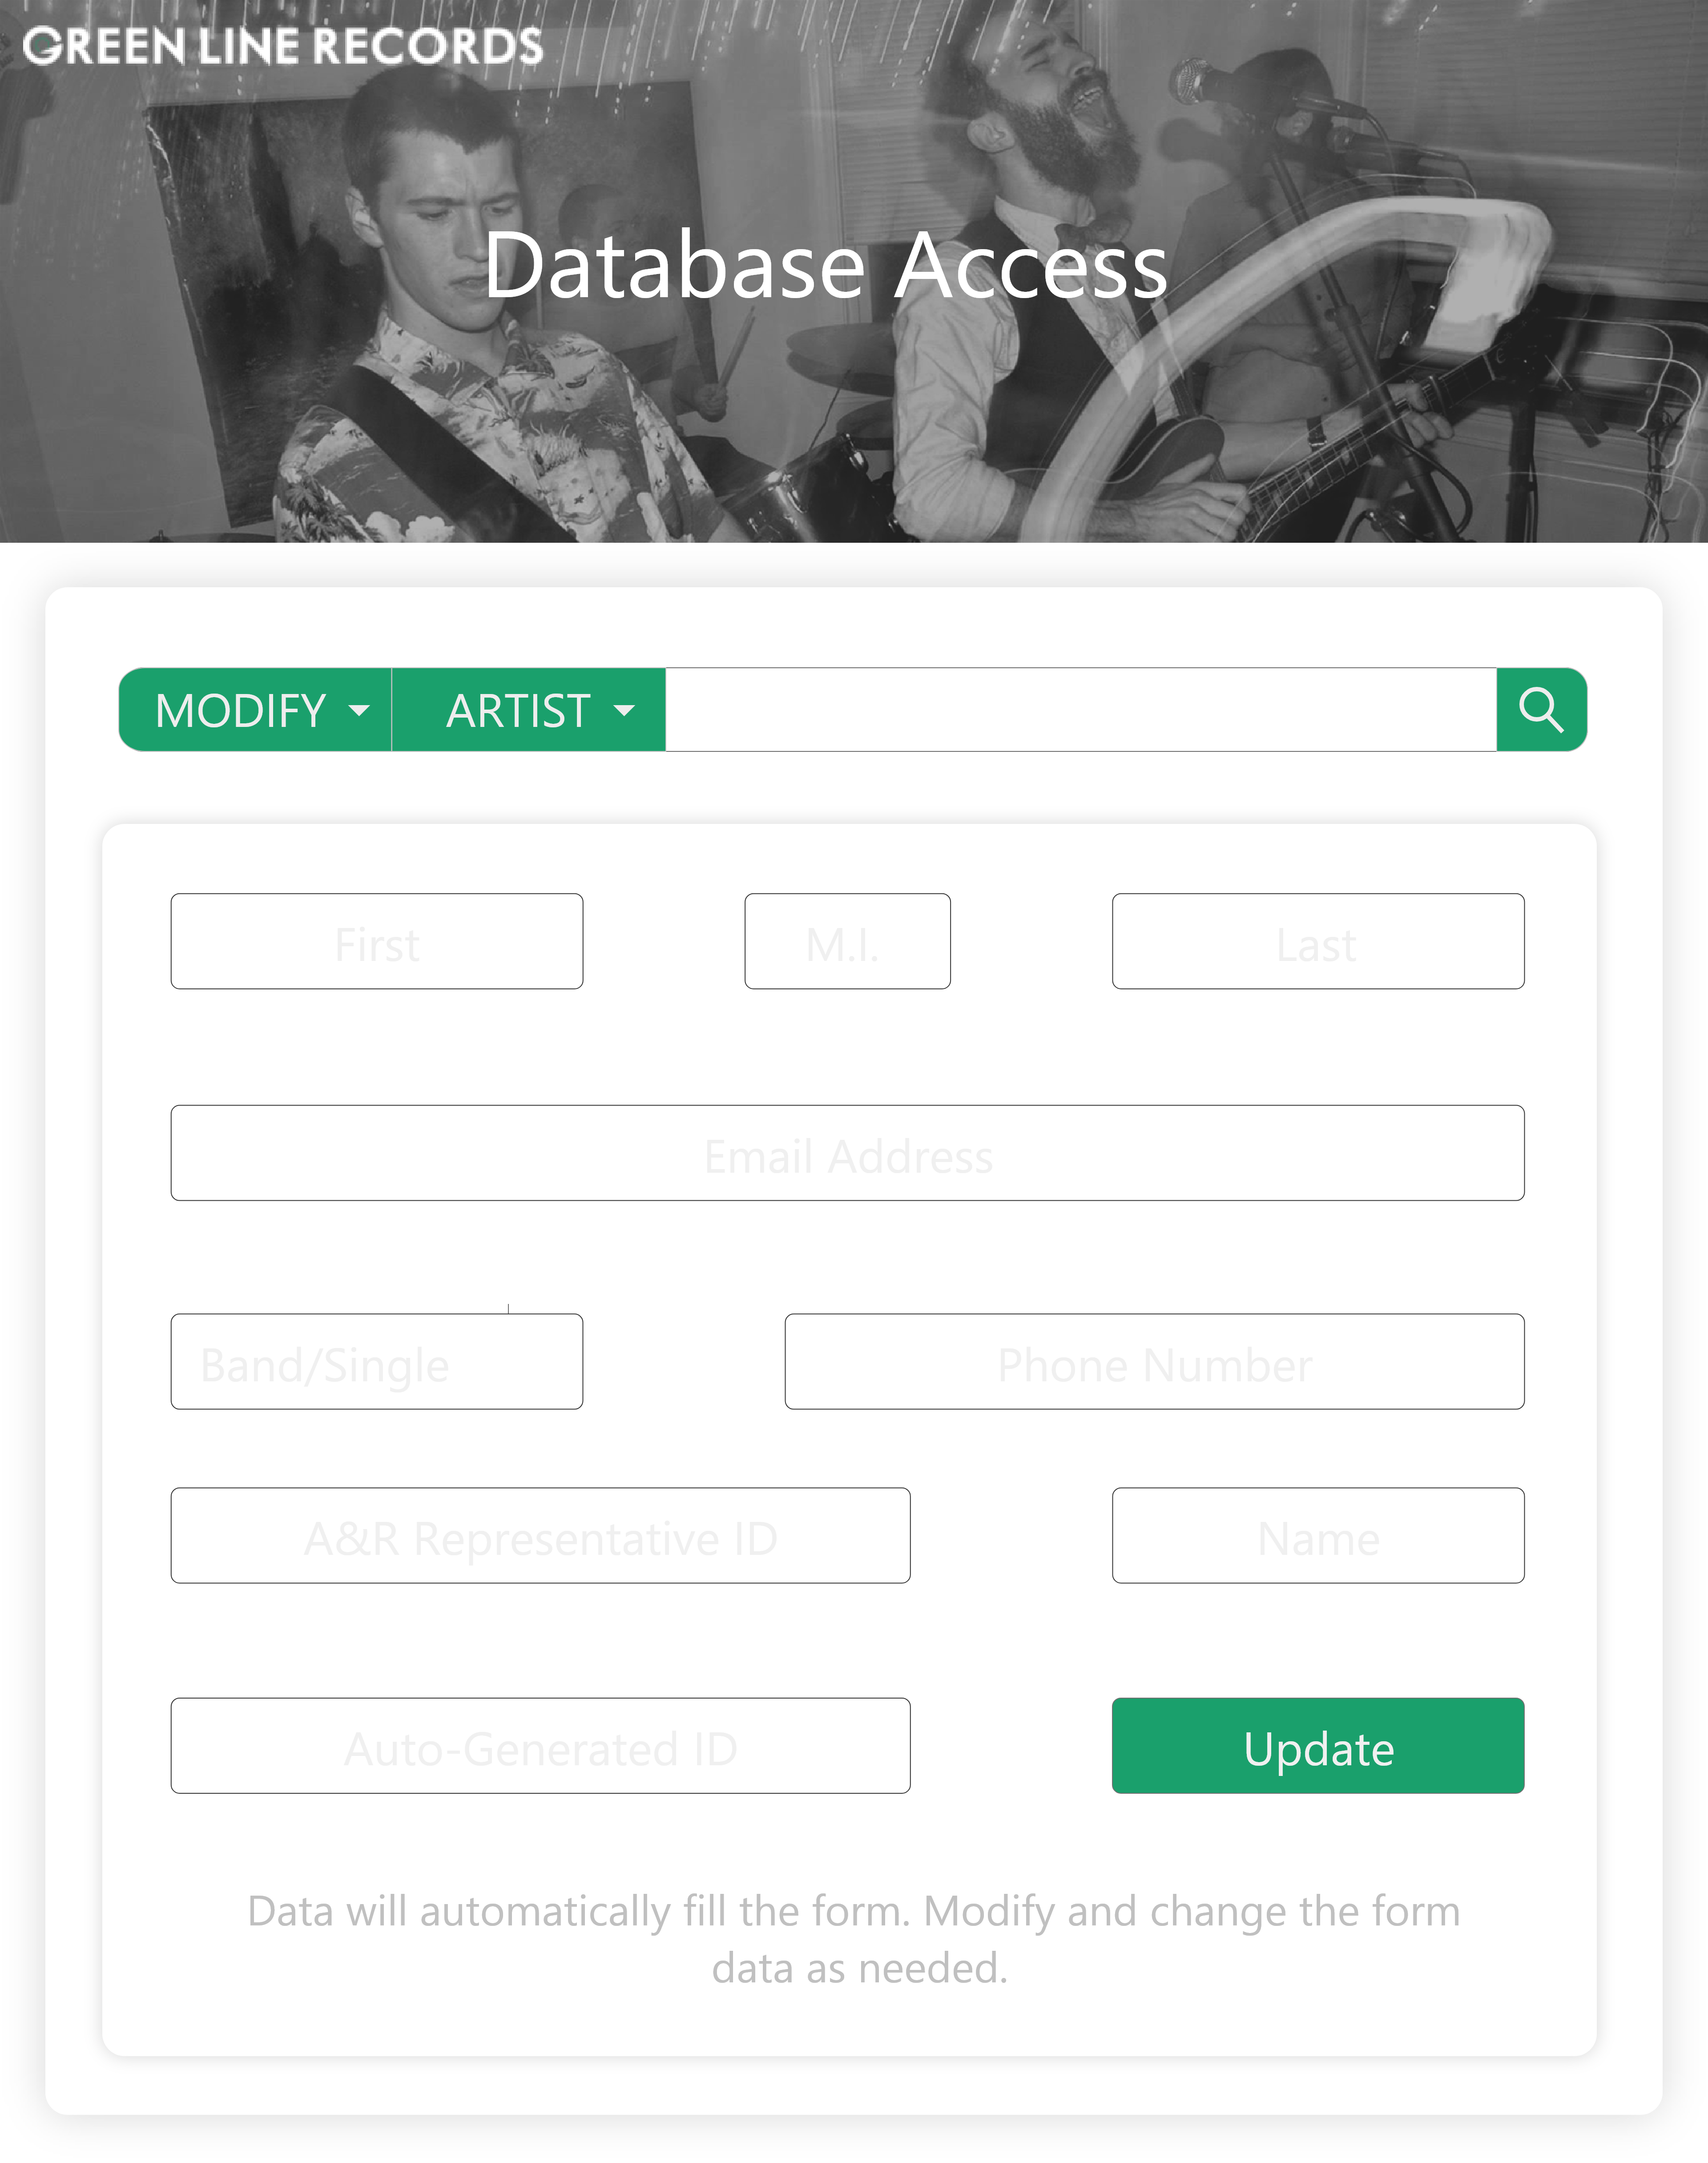 GREEN LINE RECORDS
Database Access
MODIFY ARTIST
First M.I. Last
Email Address
Band/Single Phone Number
A&R Representative ID Name
Auto-Generated ID Update
Data will automatically fill the form. Modify and change the form
data as needed.